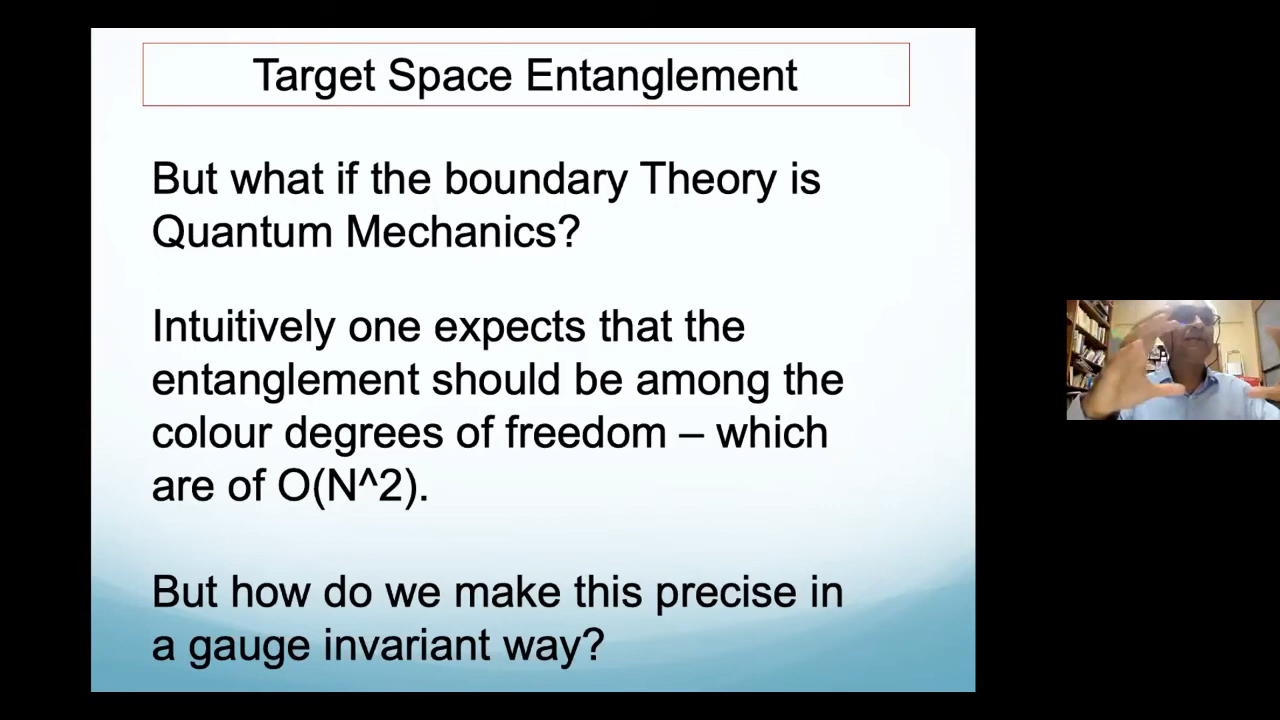 Target Space Entanglement
But what if the boundary Theory is
Quantum Mechanics?
Intuitively one expects that the
entanglement should be among the
colour degrees of freedom – which
are of O(N^2).
But how do we make this precise in
a gauge invariant way?